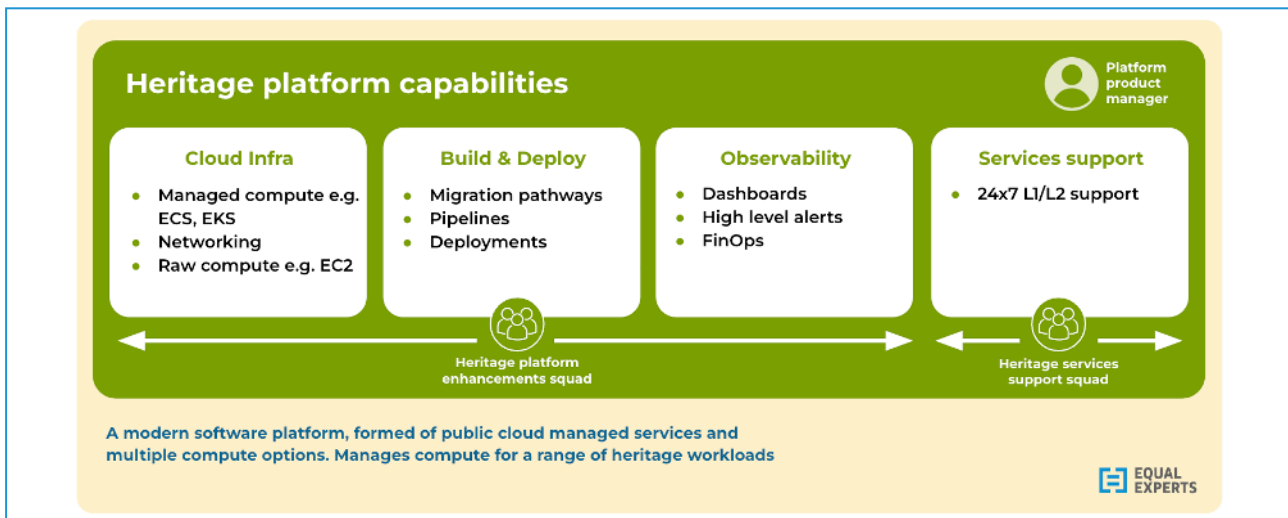 Heritage platform capabilities
Platform
product
manager
Cloud Infra
• Managed compute e.g.
ECS, EKS
• Networking
• Raw compute e.g. EC2
Build & Deploy
• Migration pathways
• Pipelines
• Deployments
Observability
• Dashboards
• High level alerts
• FinOps
Services support
• 24x7 L1/L2 support
Heritage platform
enhancements squad
Heritage services
support squad
A modern software platform, formed of public cloud managed services and
multiple compute options. Manages compute for a range of heritage workloads
EQUAL
EXPERTS